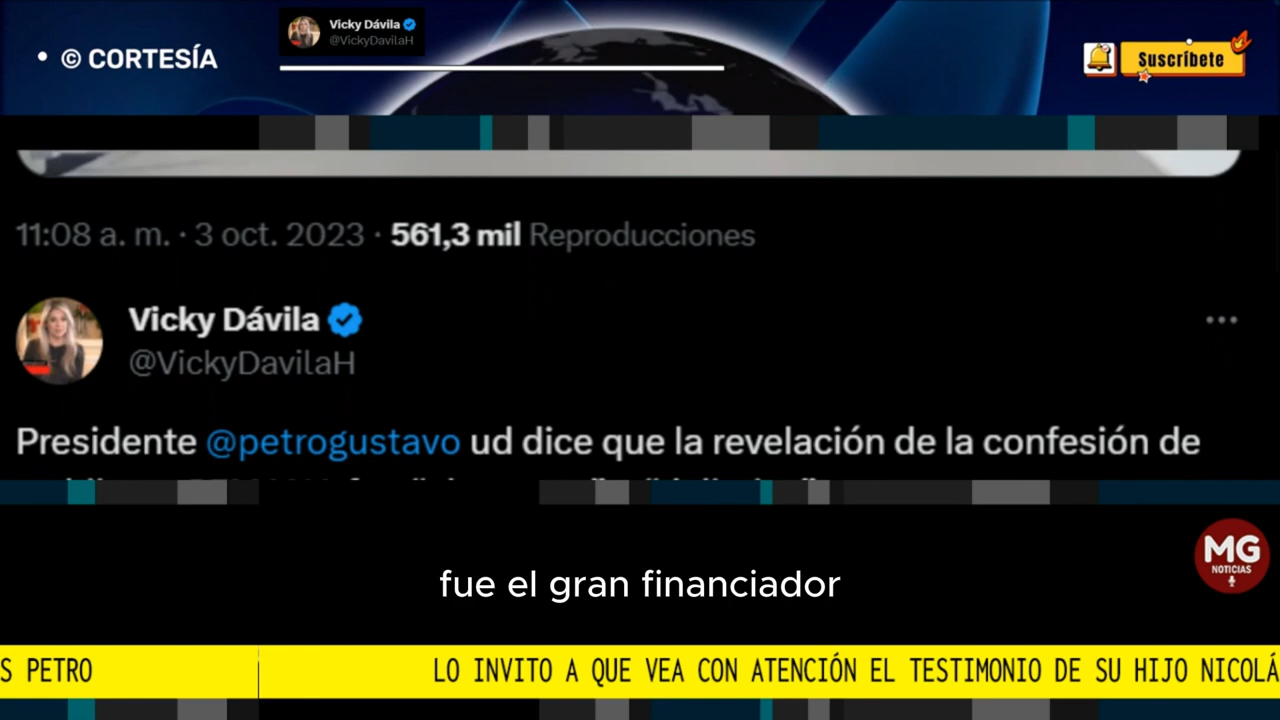 Vicky Dávila
@VickyDavilaH
• © CORTESÍA
Suscríbete
11:08 a. m. · 3 oct. 2023 · 561,3 mil Reproducciones
Vicky Dávila
@VickyDavilaH
Presidente @petrogustavo ud dice que la revelación de la confesión de
MG
NOTICIAS
fue el gran financiador
S PETRO LO INVITO A QUE VEA CON ATENCIÓN EL TESTIMONIO DE SU HIJO NICOLÁ